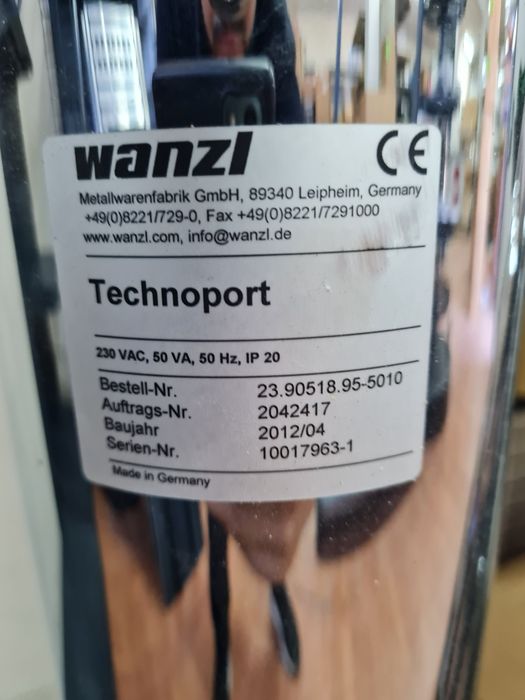 wanzl CE
Metallwarenfabrik GmbH, 89340 Leipheim, Germany
+49(0)8221/729-0, Fax +49(0)8221/7291000
www.wanzl.com, info@wanzl.de
Technoport
230 VAC, 50 VA, 50 Hz, IP 20
Bestell-Nr. 23.90518.95-5010
Auftrags-Nr. 2042417
Baujahr 2012/04
Serien-Nr. 10017963-1
Made in Germany